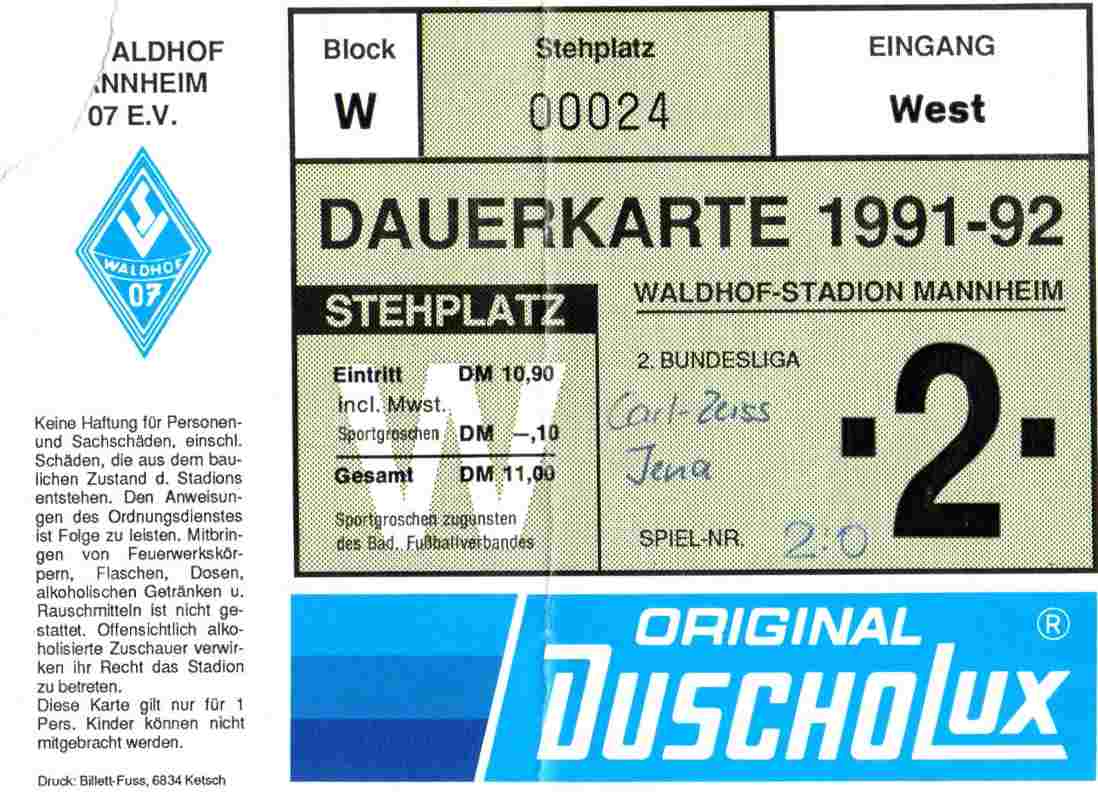 ALDHOF
NNHEIM
07 E.V.
WALDHOF
07
Keine Haftung für Personen-
und Sachschäden, einschl.
Schäden, die aus dem bau-
lichen Zustand d. Stadions
entstehen. Den Anweisun-
gen des Ordnungsdienstes
ist Folge zu leisten. Mitbrin-
gen von Feuerwerkskör-
pern, Flaschen, Dosen,
alkoholischen Getränken u.
Rauschmitteln ist nicht ge-
stattet. Offensichtlich alko-
holisierte Zuschauer verwir-
ken ihr Recht das Stadion
zu betreten.
Diese Karte gilt nur für 1
Pers. Kinder können nicht
mitgebracht werden.
Druck: Billett-Fuss, 6834 Ketsch
Block
W
Stehplatz
00024
EINGANG
West
DAUERKARTE 1991-92
STEHPLATZ
W
Eintritt DM 10,90
incl. Mwst.
Sportgroschen DM –,10
Gesamt DM 11,00
Sportgroschen zugunsten
des Bad. Fußballverbandes
WALDHOF-STADION MANNHEIM
2. BUNDESLIGA
Carl-Zeiss
Jena
SPIEL-NR. 2:0
·2·
ORIGINAL ®
DUSCHOLUX